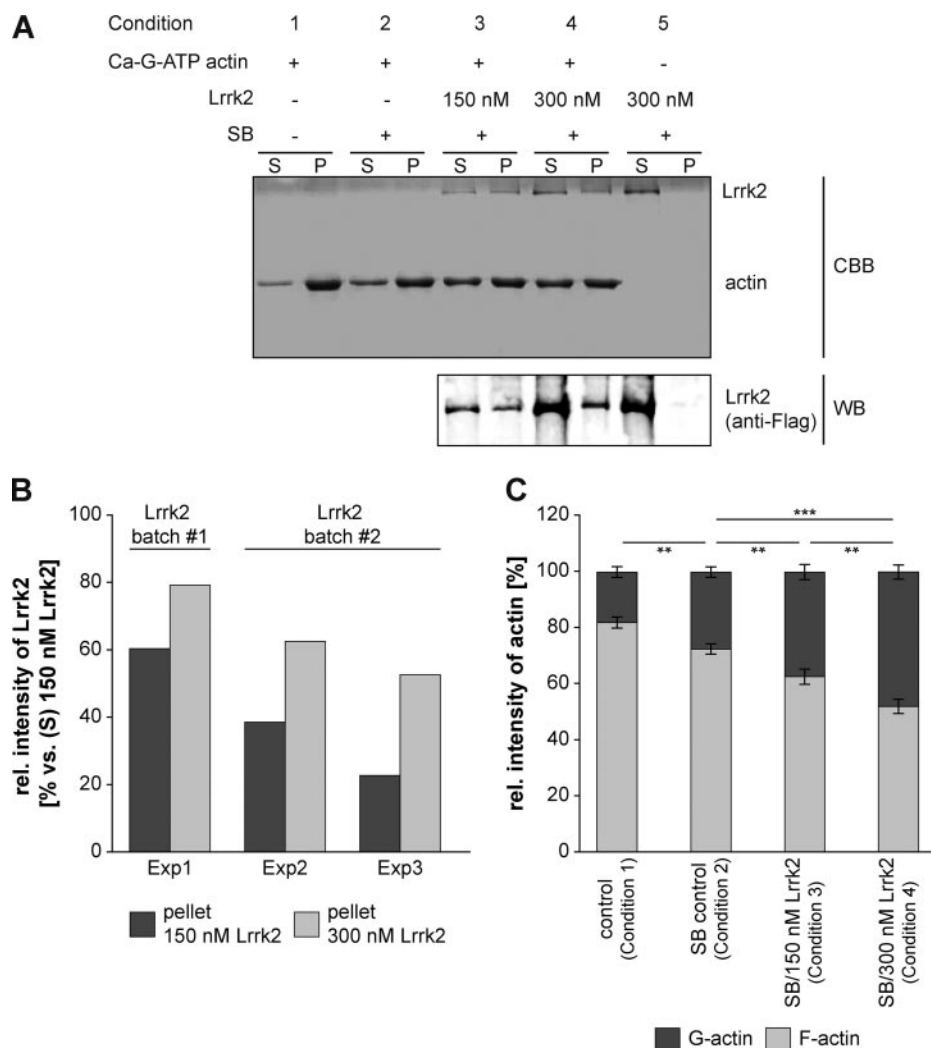 A
Condition 1 2 3 4 5
Ca-G-ATP actin + + + + -
Lrrk2 - - 150 nM 300 nM 300 nM
SB - + + + +
S P S P S P S P S P
Lrrk2
actin
CBB
Lrrk2
(anti-Flag)
WB
B
rel. intensity of Lrrk2
[% vs. (S) 150 nM Lrrk2]
100
80
60
40
20
0
Lrrk2
batch #1
Lrrk2
batch #2
Exp1 Exp2 Exp3
pellet
150 nM Lrrk2
pellet
300 nM Lrrk2
C
rel. intensity of actin [%]
120
100
80
60
40
20
0
***
** ** **
control
(Condition 1)
SB control
(Condition 2)
SB/150 nM Lrrk2
(Condition 3)
SB/300 nM Lrrk2
(Condition 4)
G-actin F-actin